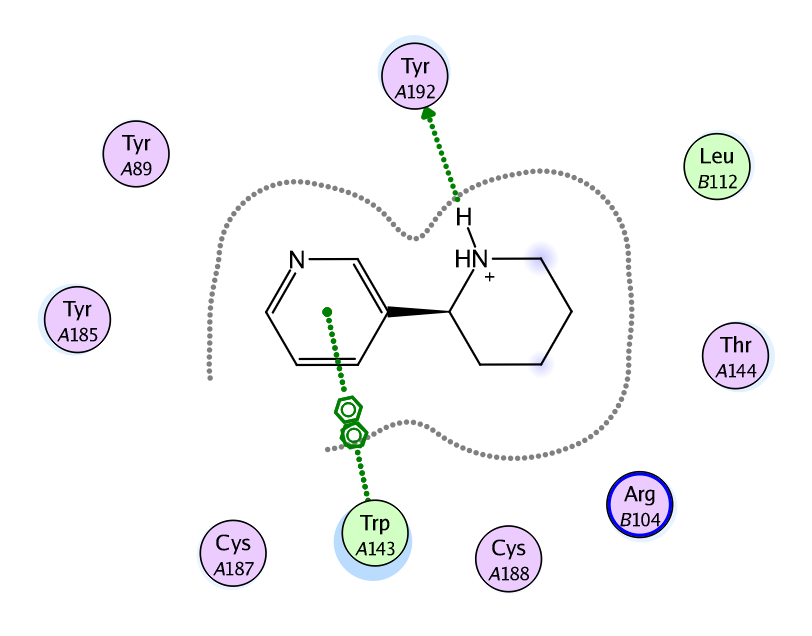 Tyr
A192
Tyr
A89
Leu
B112
H
N
HN
+
Tyr
A185
Thr
A144
Arg
B104
Trp
A143
Cys
A187
Cys
A188